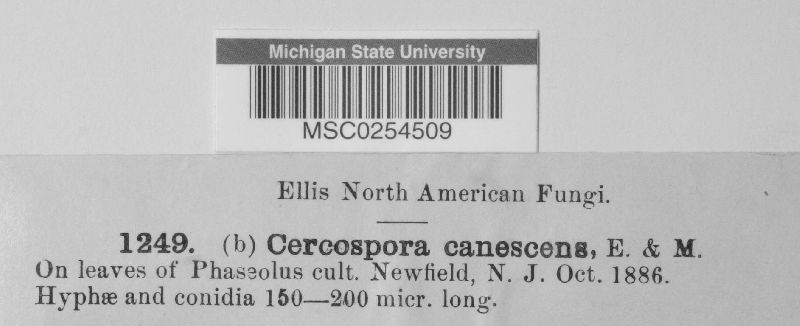 Michigan State University
MSC0254509
Ellis North American Fungi.
1249. (b) Cercospora canescens, E. & M.
On leaves of Phaseolus cult. Newfield, N. J. Oct. 1886.
Hyphæ and conidia 150—200 micr. long.